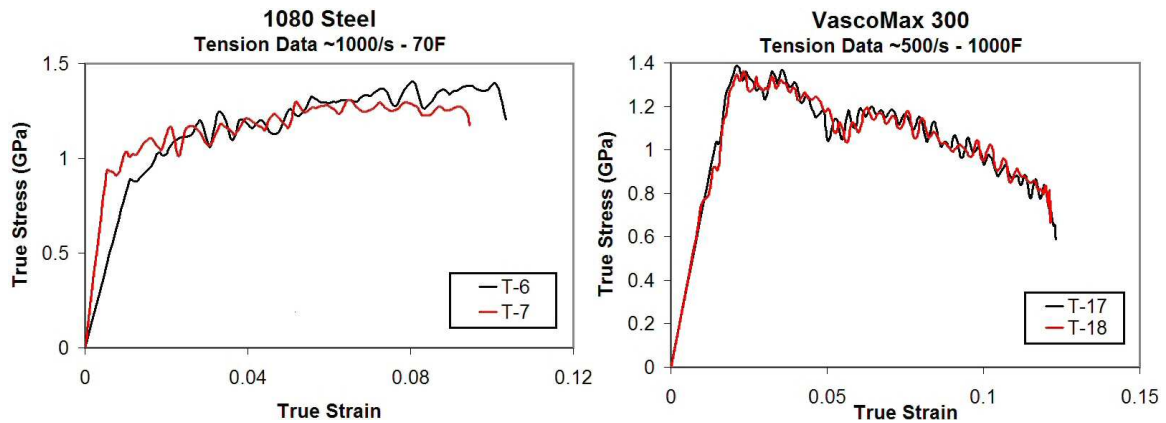 1080 Steel
Tension Data ~1000/s - 70F
True Stress (GPa)
1.5
1
0.5
0
0
0.04
0.08
0.12
True Strain
T-6
T-7
VascoMax 300
Tension Data ~500/s - 1000F
True Stress (GPa)
1.4
1.2
1.0
0.8
0.6
0.4
0.2
0
0
0.05
0.1
0.15
True Strain
T-17
T-18